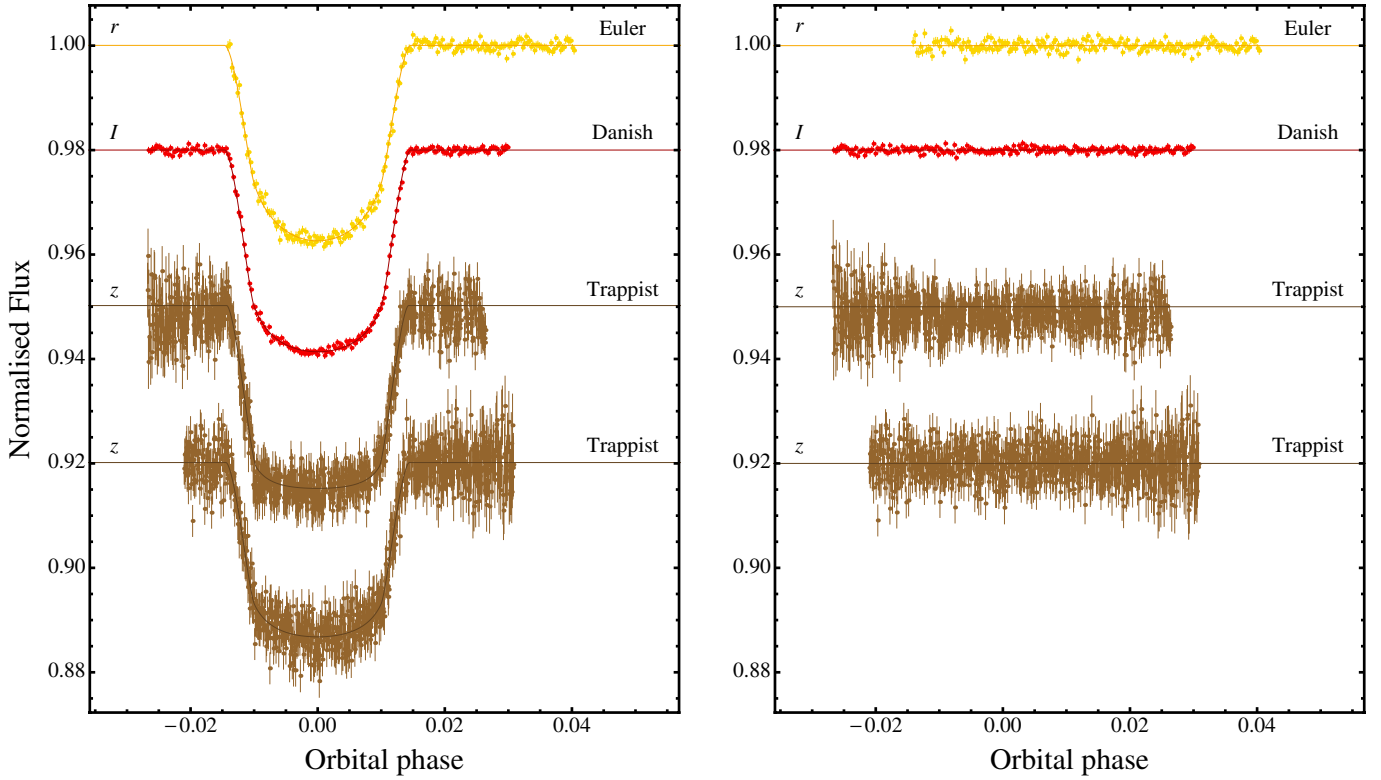 r Euler
1.00
I Danish
0.98
0.96
z Trappist
0.94
z Trappist
0.92
0.90
0.88
Normalised Flux
−0.02 0.00 0.02 0.04
Orbital phase
r Euler
1.00
I Danish
0.98
0.96
z Trappist
0.94
z Trappist
0.92
0.90
0.88
−0.02 0.00 0.02 0.04
Orbital phase